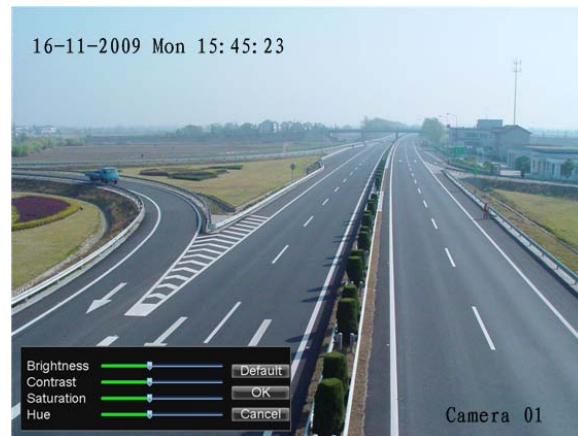 16-11-2009 Mon 15:45:23
Brightness
Default
Contrast
Saturation
OK
Hue
Cancel
Camera 01